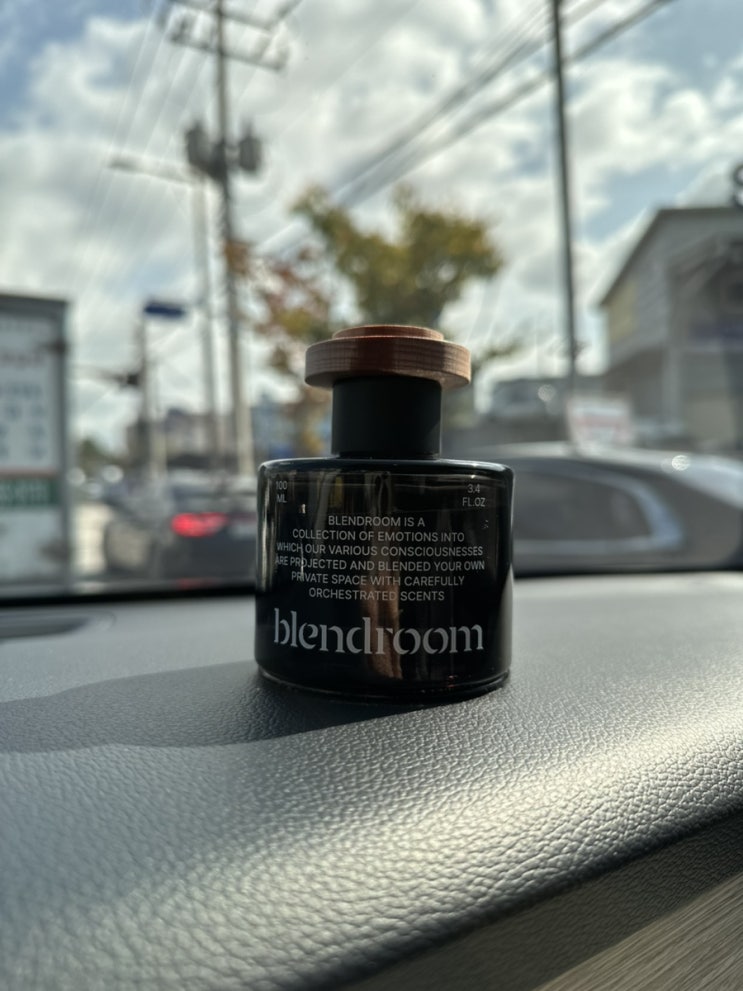 100
ML
3.4
FL.OZ
BLENDROOM IS A
COLLECTION OF EMOTIONS INTO
WHICH OUR VARIOUS CONSCIOUSNESSES
ARE PROJECTED AND BLENDED YOUR OWN
PRIVATE SPACE WITH CAREFULLY
ORCHESTRATED SCENTS
blendroom